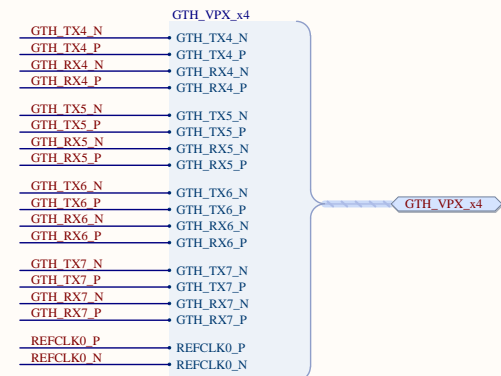 GTH_VPX_x4
GTH_TX4_N GTH_TX4_N
GTH_TX4_P GTH_TX4_P
GTH_RX4_N GTH_RX4_N
GTH_RX4_P GTH_RX4_P
GTH_TX5_N GTH_TX5_N
GTH_TX5_P GTH_TX5_P
GTH_RX5_N GTH_RX5_N
GTH_RX5_P GTH_RX5_P
GTH_TX6_N GTH_TX6_N
GTH_TX6_P GTH_TX6_P
GTH_VPX_x4
GTH_RX6_N GTH_RX6_N
GTH_RX6_P GTH_RX6_P
GTH_TX7_N GTH_TX7_N
GTH_TX7_P GTH_TX7_P
GTH_RX7_N GTH_RX7_N
GTH_RX7_P GTH_RX7_P
REFCLK0_P REFCLK0_P
REFCLK0_N REFCLK0_N